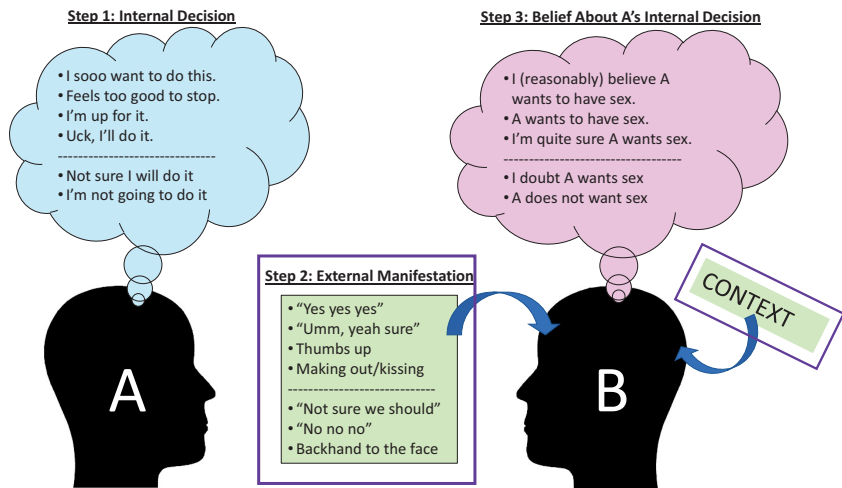 Step 1: Internal Decision
• I sooo want to do this.
• Feels too good to stop.
• I'm up for it.
• Uck, I'll do it.
--------------------------------
• Not sure I will do it
• I'm not going to do it
A
Step 2: External Manifestation
• "Yes yes yes"
• "Umm, yeah sure"
• Thumbs up
• Making out/kissing
----------------------------
• "Not sure we should"
• "No no no"
• Backhand to the face
Step 3: Belief About A's Internal Decision
• I (reasonably) believe A
wants to have sex.
• A wants to have sex.
• I'm quite sure A wants sex.
----------------------------------
• I doubt A wants sex
• A does not want sex
CONTEXT
B